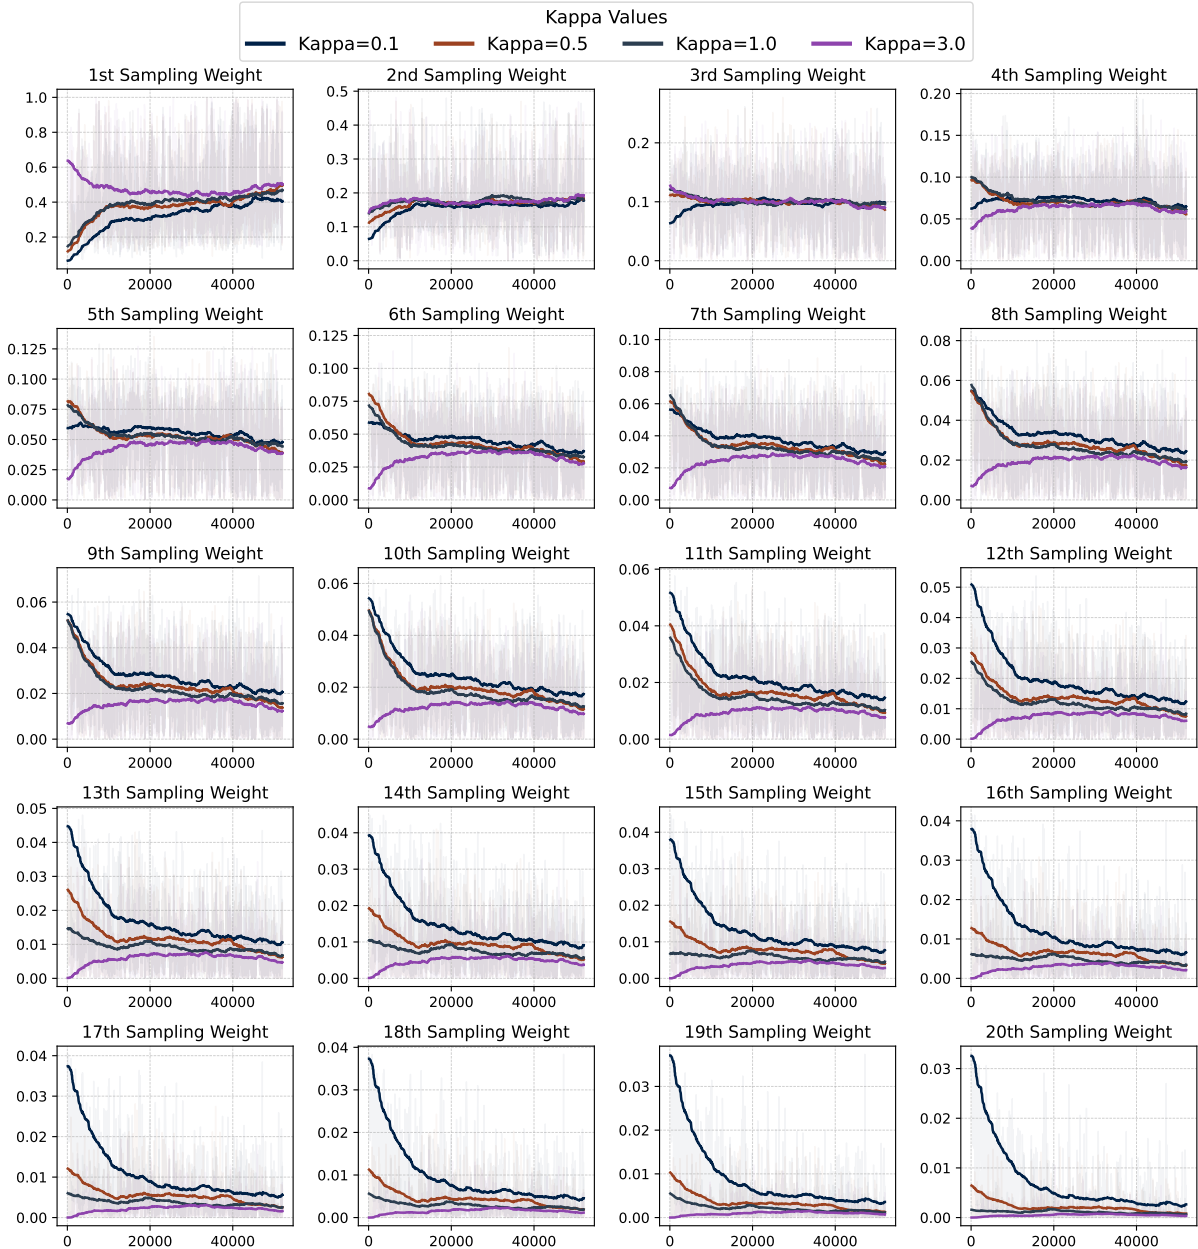 Kappa Values
Kappa=0.1 Kappa=0.5 Kappa=1.0 Kappa=3.0
1st Sampling Weight
1.0
0.8
0.6
0.4
0.2
0 20000 40000
2nd Sampling Weight
0.5
0.4
0.3
0.2
0.1
0.0
0 20000 40000
3rd Sampling Weight
0.2
0.1
0.0
0 20000 40000
4th Sampling Weight
0.20
0.15
0.10
0.05
0.00
0 20000 40000
5th Sampling Weight
0.125
0.100
0.075
0.050
0.025
0.000
0 20000 40000
6th Sampling Weight
0.125
0.100
0.075
0.050
0.025
0.000
0 20000 40000
7th Sampling Weight
0.10
0.08
0.06
0.04
0.02
0.00
0 20000 40000
8th Sampling Weight
0.08
0.06
0.04
0.02
0.00
0 20000 40000
9th Sampling Weight
0.06
0.04
0.02
0.00
0 20000 40000
10th Sampling Weight
0.06
0.04
0.02
0.00
0 20000 40000
11th Sampling Weight
0.06
0.04
0.02
0.00
0 20000 40000
12th Sampling Weight
0.05
0.04
0.03
0.02
0.01
0.00
0 20000 40000
13th Sampling Weight
0.05
0.04
0.03
0.02
0.01
0.00
0 20000 40000
14th Sampling Weight
0.04
0.03
0.02
0.01
0.00
0 20000 40000
15th Sampling Weight
0.04
0.03
0.02
0.01
0.00
0 20000 40000
16th Sampling Weight
0.04
0.03
0.02
0.01
0.00
0 20000 40000
17th Sampling Weight
0.04
0.03
0.02
0.01
0.00
0 20000 40000
18th Sampling Weight
0.04
0.03
0.02
0.01
0.00
0 20000 40000
19th Sampling Weight
0.03
0.02
0.01
0.00
0 20000 40000
20th Sampling Weight
0.03
0.02
0.01
0.00
0 20000 40000